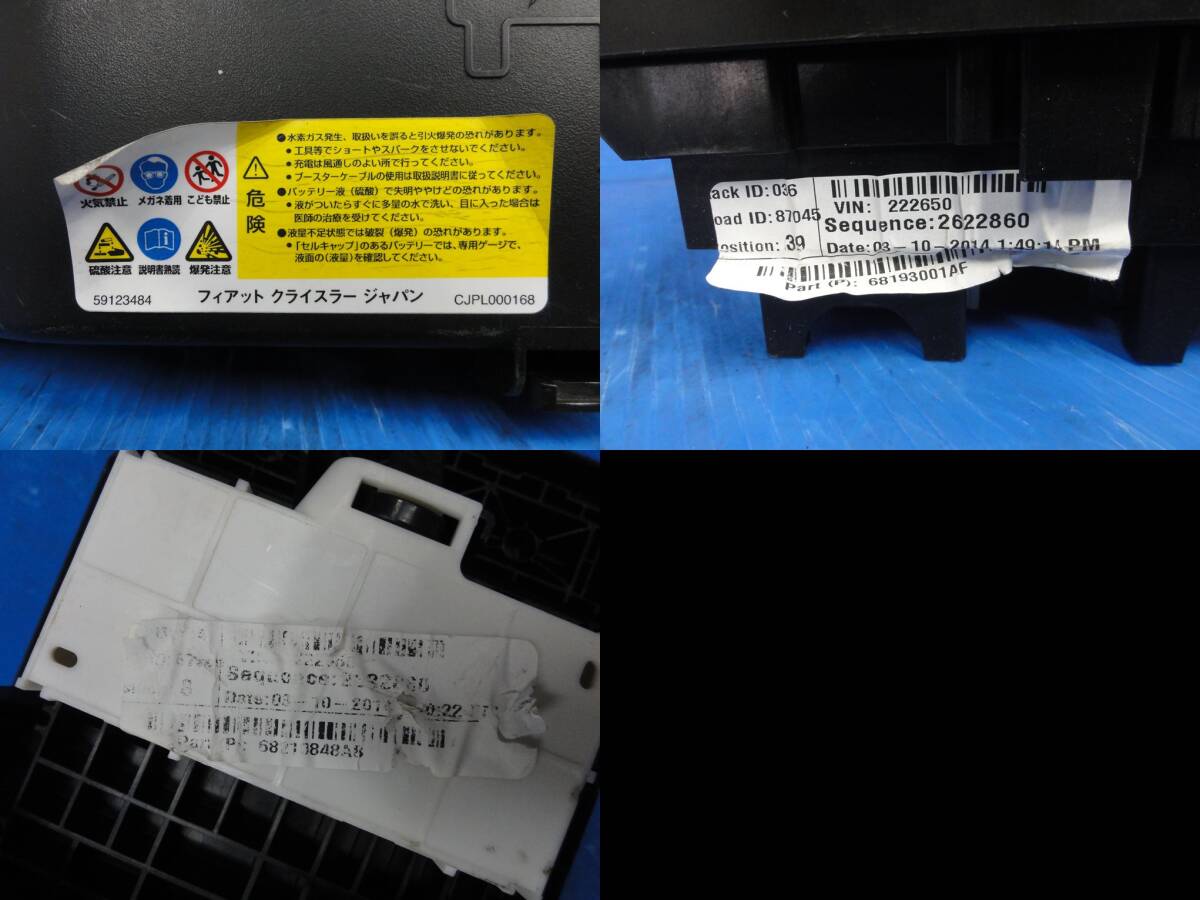 火気禁止 メガネ着用 こども禁止
硫酸注意 説明書熟読 爆発注意
危険
●水素ガス発生、取扱いを誤ると引火爆発の恐れがあります。
●工具等でショートやスパークをさせないでください。
●充電は風通しのよい所で行ってください。
●ブースターケーブルの使用は取扱説明書に従ってください。
●バッテリー液(硫酸)で失明ややけどの恐れがあります。
●液がついたらすぐに多量の水で洗い、目に入った場合は
医師の治療を受けてください。
●液量不足状態では破裂(爆発)の恐れがあります。
●「セルキャップ」のあるバッテリーでは、専用ゲージで、
液面の(液量)を確認してください。
59123484 フィアット クライスラー ジャパン CJPL000168
ack ID: 036
VIN: 222650
oad ID: 87045
Sequence:2622860
osition: 39
Date:03-10-2014 1:49:14 PM
Part (P): 68193001AF
Sequence:
Date:03-10-201